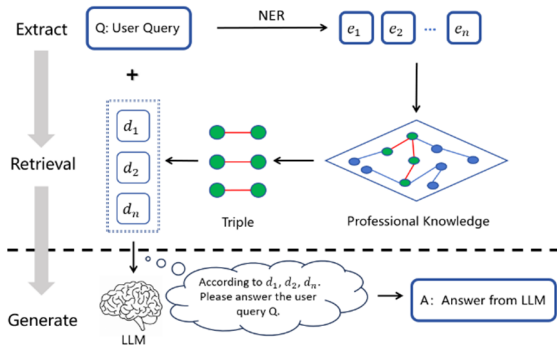 Extract
Q: User Query
NER
e₁
e₂
...
eₙ
+
Retrieval
d₁
d₂
dₙ
Triple
Professional Knowledge
Generate
LLM
According to d₁, d₂, dₙ.
Please answer the user
query Q.
A: Answer from LLM